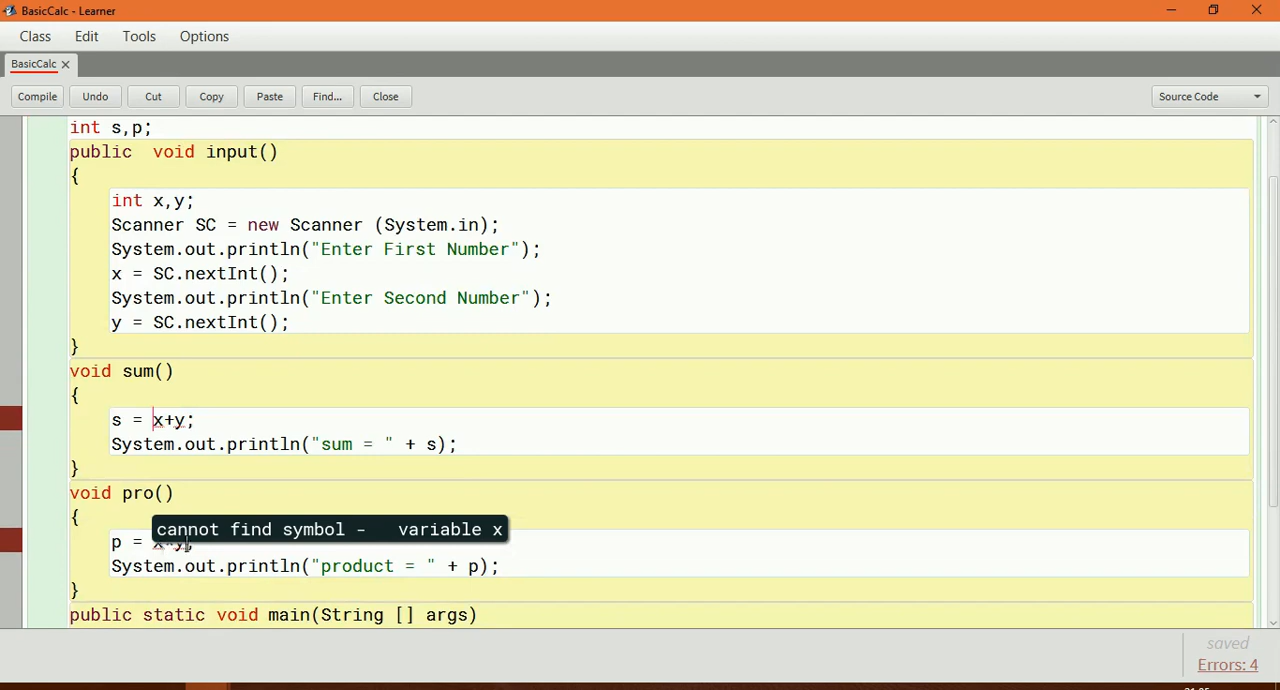 BasicCalc - Learner
Class Edit Tools Options
BasicCalc
Compile Undo Cut Copy Paste Find... Close Source Code
int s,p;
public  void input()
{
int x,y;
Scanner SC = new Scanner (System.in);
System.out.println("Enter First Number");
x = SC.nextInt();
System.out.println("Enter Second Number");
y = SC.nextInt();
}
void sum()
{
s = x+y;
System.out.println("sum = " + s);
}
void pro()
{
cannot find symbol -   variable x
p = x*y;
System.out.println("product = " + p);
}
public static void main(String [] args)
saved
Errors: 4